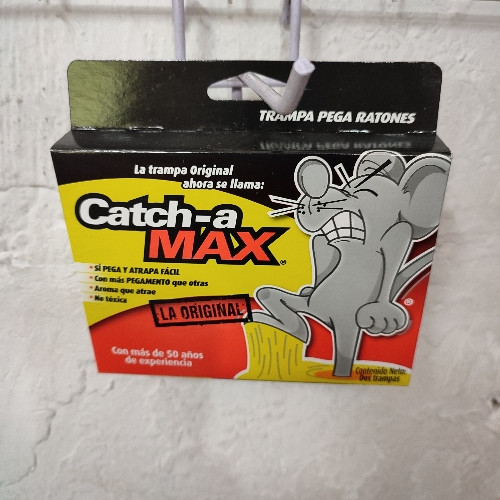 TRAMPA PEGA RATONES
La trampa Original
ahora se llama:
Catch-a
MAX®
• SÍ PEGA Y ATRAPA FÁCIL
• Con más PEGAMENTO que otras
• Aroma que atrae
• No tóxica
LA ORIGINAL
®
Con más de 50 años
de experiencia
Contenido Neto:
Dos trampas